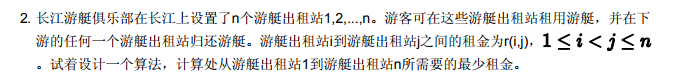 2. 长江游艇俱乐部在长江上设置了n个游艇出租站1,2,...,n。游客可在这些游艇出租站租用游艇，并在下
游的任何一个游艇出租站归还游艇。游艇出租站i到游艇出租站j之间的租金为r(i,j)，1 ≤ i < j ≤ n
。试着设计一个算法，计算处从游艇出租站1到游艇出租站n所需要的最少租金。